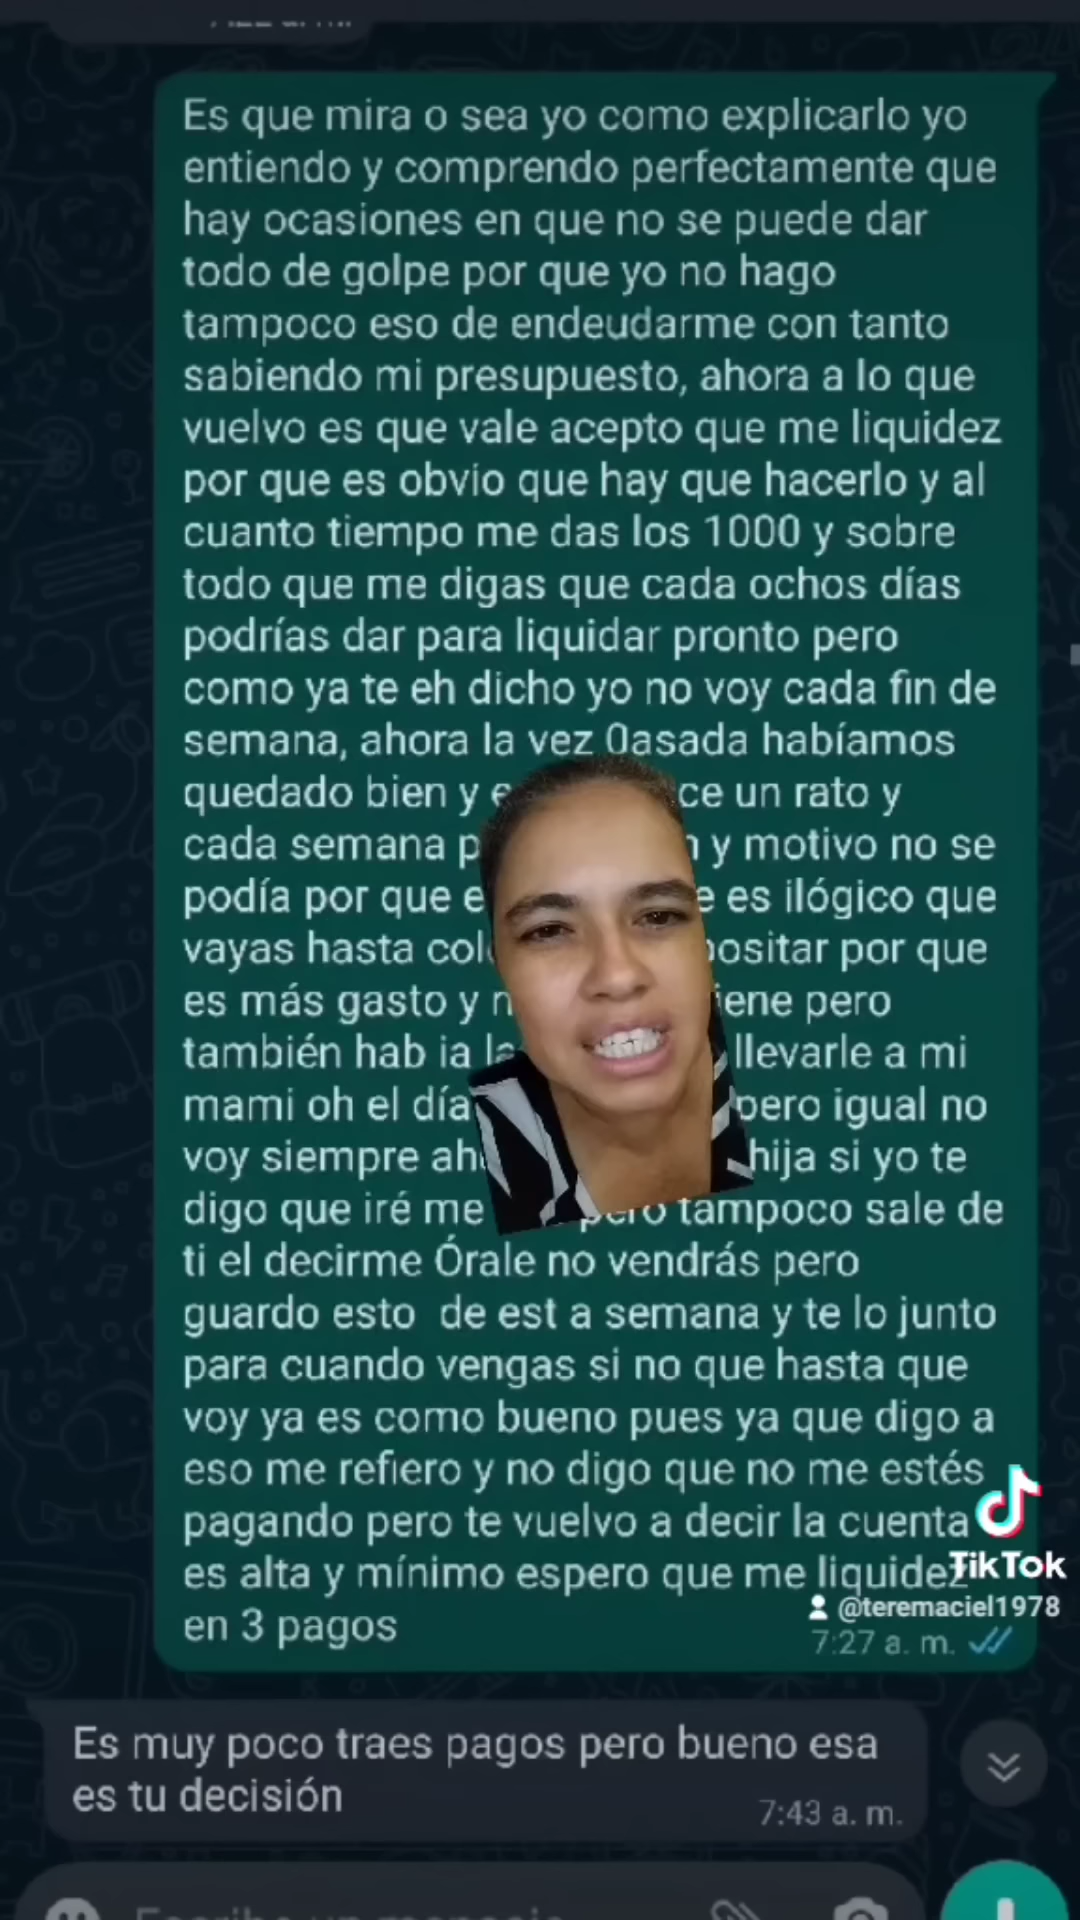 Es que mira o sea yo como explicarlo yo
entiendo y comprendo perfectamente que
hay ocasiones en que no se puede dar
todo de golpe por que yo no hago
tampoco eso de endeudarme con tanto
sabiendo mi presupuesto, ahora a lo que
vuelvo es que vale acepto que me liquidez
por que es obvio que hay que hacerlo y al
cuanto tiempo me das los 1000 y sobre
todo que me digas que cada ochos días
podrías dar para liquidar pronto pero
como ya te eh dicho yo no voy cada fin de
semana, ahora la vez 0asada habíamos
quedado bien y ce un rato y
cada semana y motivo no se
podía por que es ilógico que
vayas hasta por que
es más gasto y pero
también hab ia llevarle a mi
mami oh el día pero igual no
voy siempre hija si yo te
digo que iré me pero tampoco sale de
ti el decirme Órale no vendrás pero
guardo esto de est a semana y te lo junto
para cuando vengas si no que hasta que
voy ya es como bueno pues ya que digo a
eso me refiero y no digo que no me estés
pagando pero te vuelvo a decir la cuenta
es alta y mínimo espero que me liquidez
en 3 pagos
TikTok
@teremaciel1978
7:27 a. m.
Es muy poco traes pagos pero bueno esa
es tu decisión
7:43 a. m.